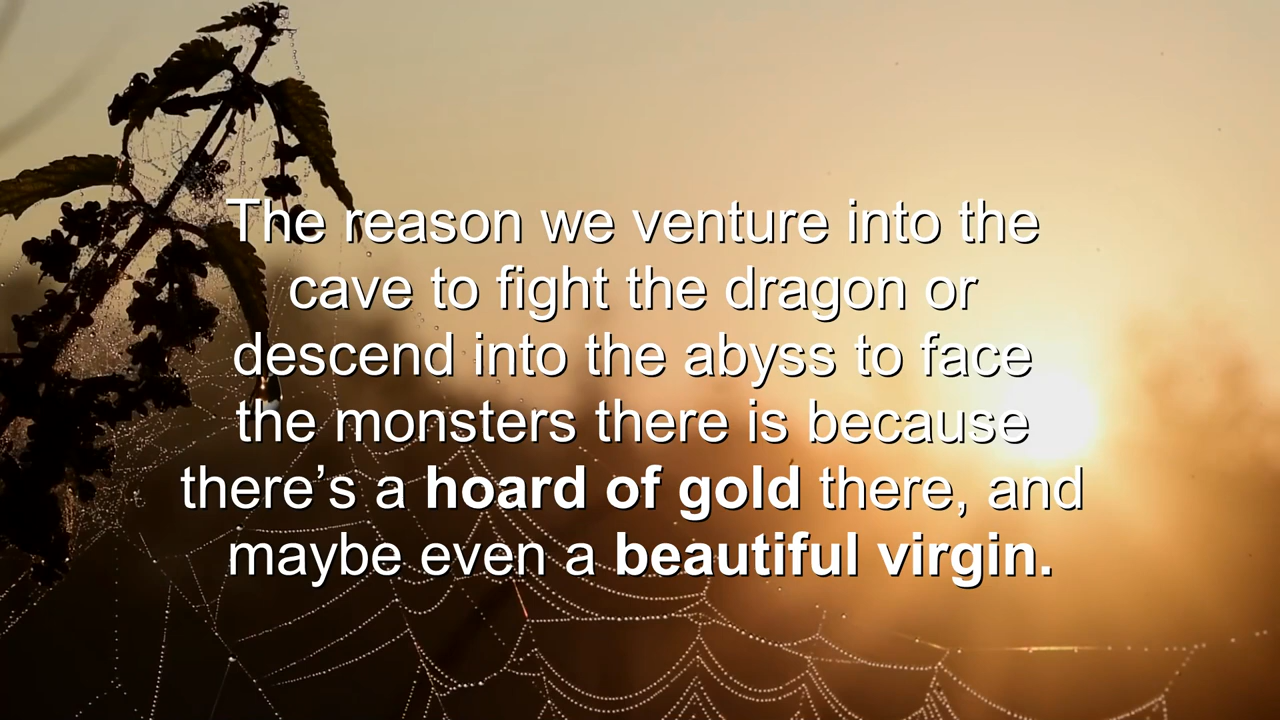 The reason we venture into the
cave to fight the dragon or
descend into the abyss to face
the monsters there is because
there’s a hoard of gold there, and
maybe even a beautiful virgin.